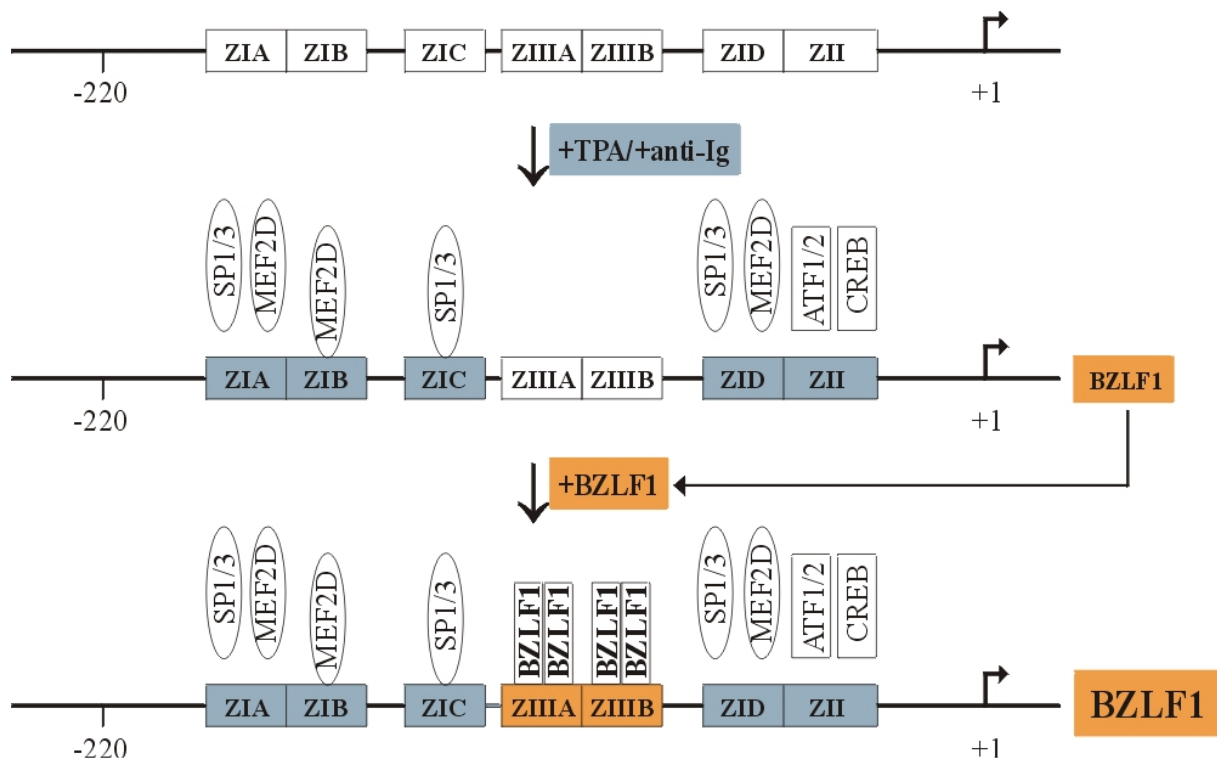 ZIA ZIB ZIC ZIIIA ZIIIB ZID ZII
-220 +1
+TPA/+anti-Ig
SP1/3 MEF2D MEF2D SP1/3 SP1/3 MEF2D ATF1/2 CREB
ZIA ZIB ZIC ZIIIA ZIIIB ZID ZII BZLF1
-220 +1
+BZLF1
SP1/3 MEF2D MEF2D SP1/3 BZLF1 BZLF1 BZLF1 BZLF1 SP1/3 MEF2D ATF1/2 CREB
ZIA ZIB ZIC ZIIIA ZIIIB ZID ZII BZLF1
-220 +1